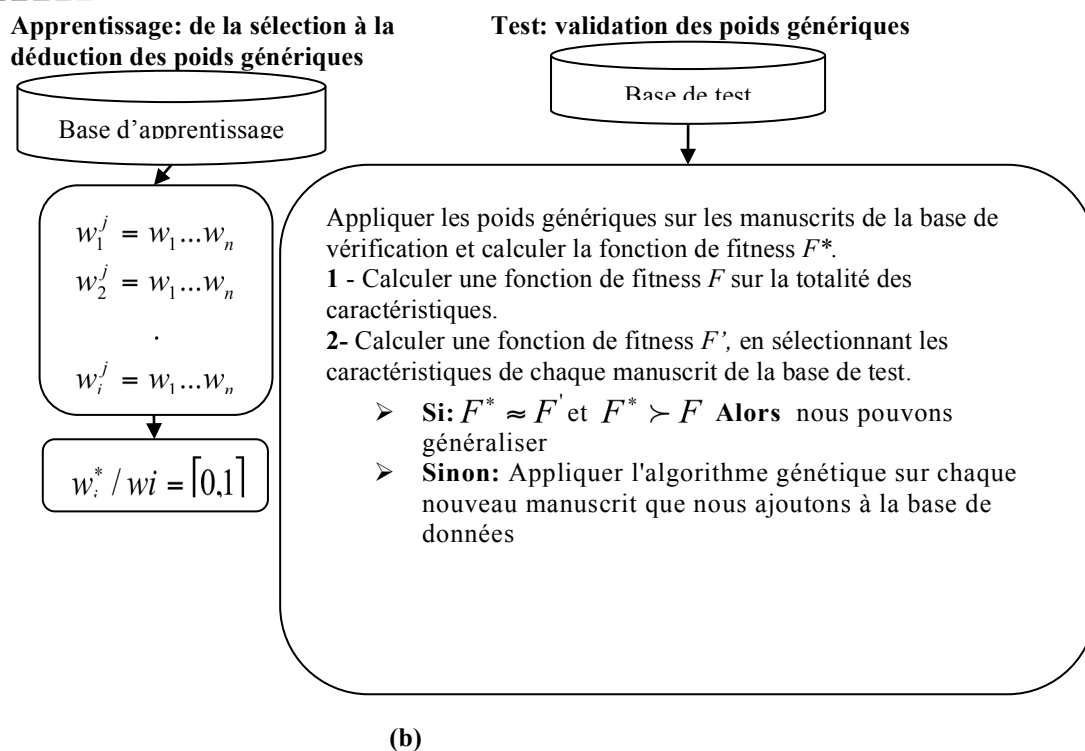 Apprentissage: de la sélection à la
déduction des poids génériques
Base d'apprentissage
w_1^j = w_1...w_n
w_2^j = w_1...w_n
.
w_i^j = w_1...w_n
w_i^* / wi = ⌈0,1⌉
Test: validation des poids génériques
Base de test
Appliquer les poids génériques sur les manuscrits de la base de
vérification et calculer la fonction de fitness F*.
1 - Calculer une fonction de fitness F sur la totalité des
caractéristiques.
2- Calculer une fonction de fitness F', en sélectionnant les
caractéristiques de chaque manuscrit de la base de test.
➢ Si: F^* ≈ F' et F^* ≻ F Alors nous pouvons
généraliser
➢ Sinon: Appliquer l'algorithme génétique sur chaque
nouveau manuscrit que nous ajoutons à la base de
données
(b)